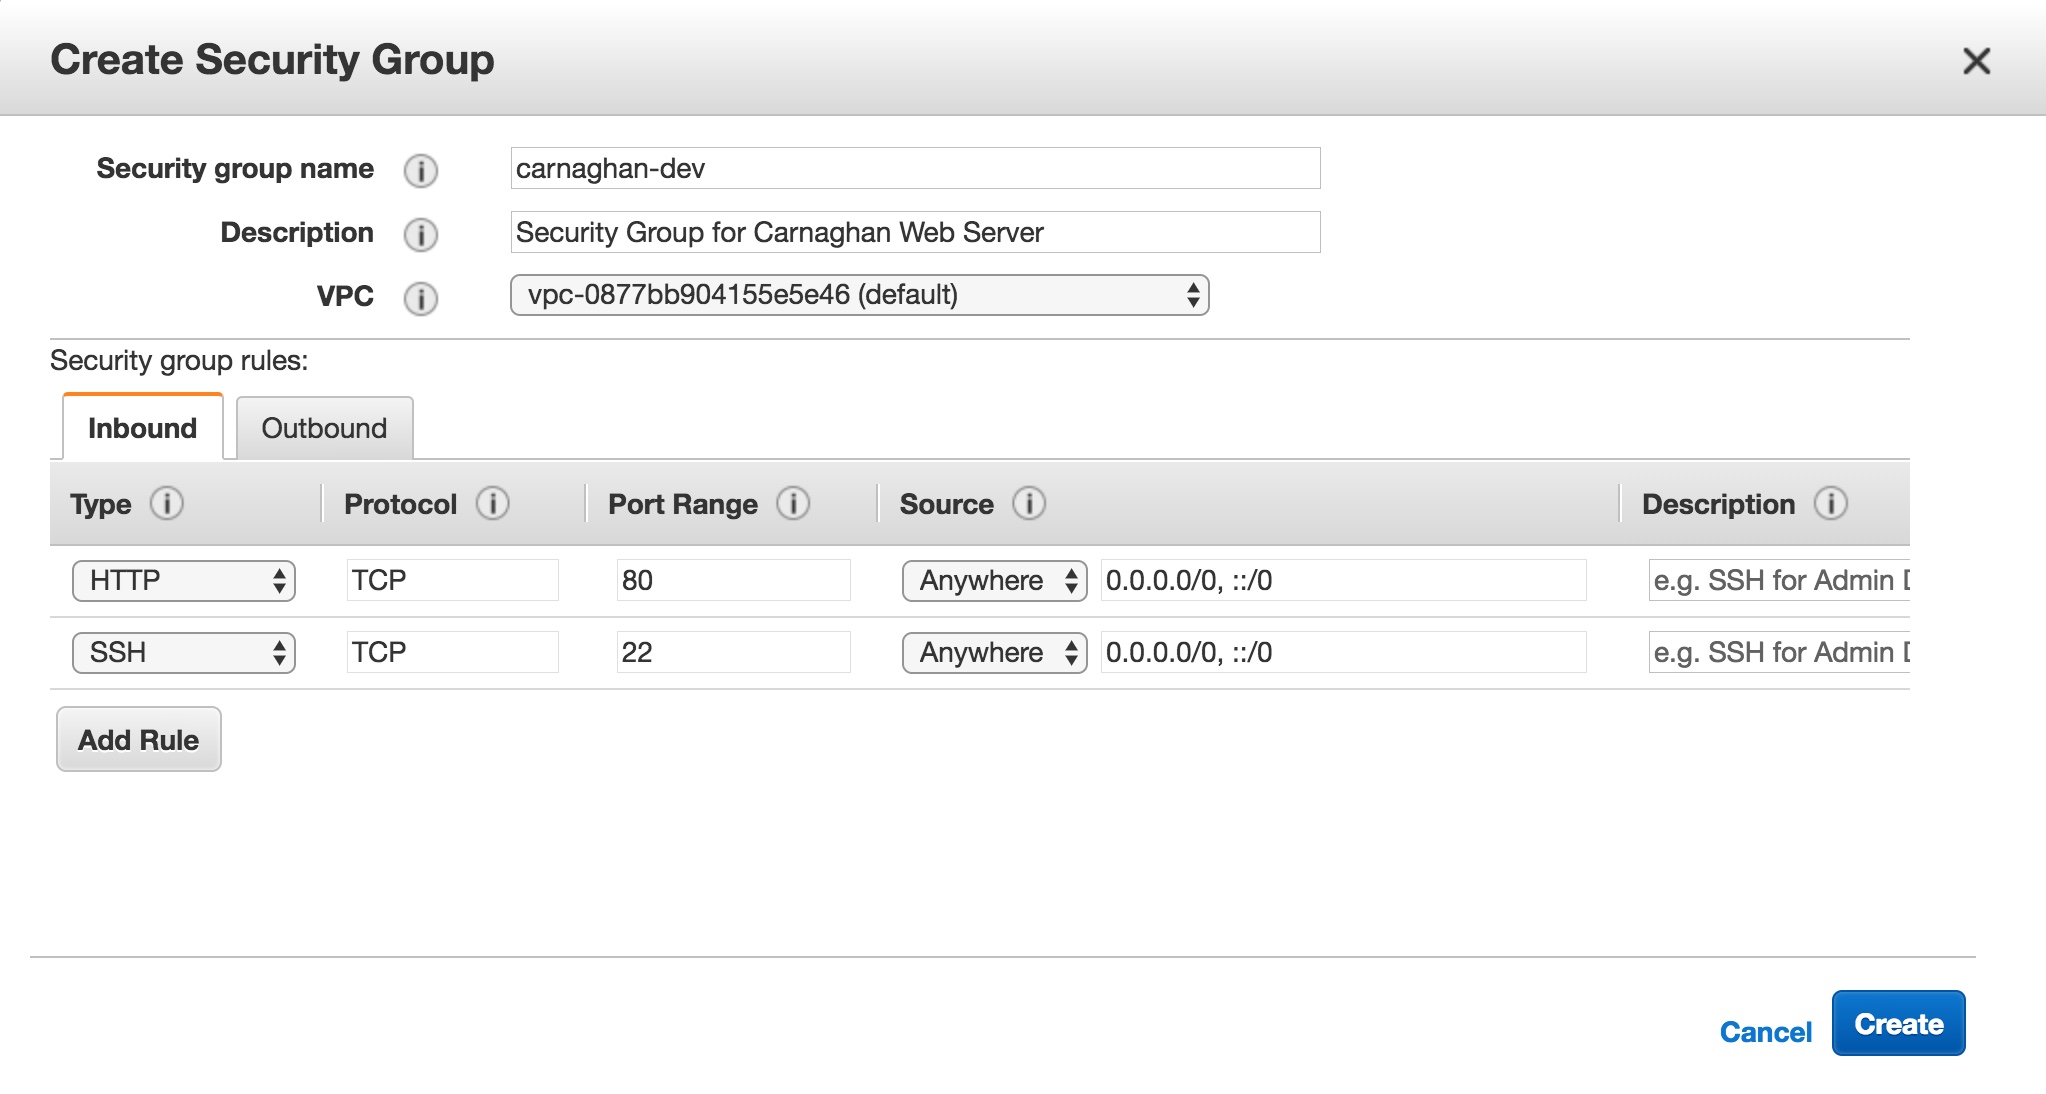 Create Security Group
Security group name carnaghan-dev
Description Security Group for Carnaghan Web Server
VPC vpc-0877bb904155e5e46 (default)
Security group rules:
Inbound Outbound
Type Protocol Port Range Source Description
HTTP TCP 80 Anywhere 0.0.0.0/0, ::/0 e.g. SSH for Admin
SSH TCP 22 Anywhere 0.0.0.0/0, ::/0 e.g. SSH for Admin
Add Rule
Cancel Create